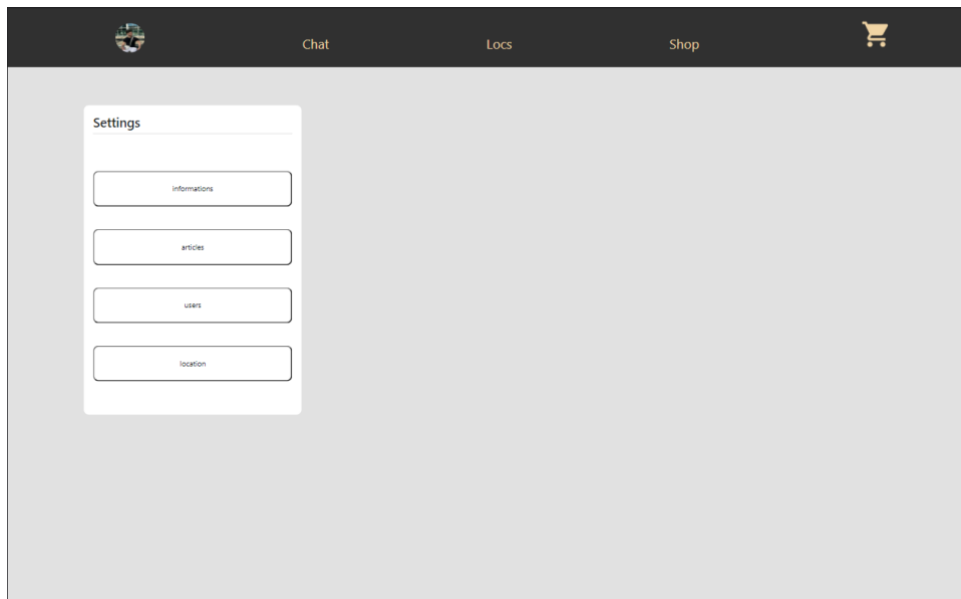 Chat Locs Shop
Settings
informations
articles
users
location